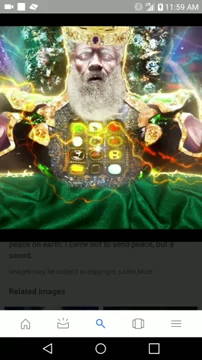 11:59 AM
peace on earth: i came not to send peace, but a
sword.
Images may be subject to copyright. Learn More
Related images